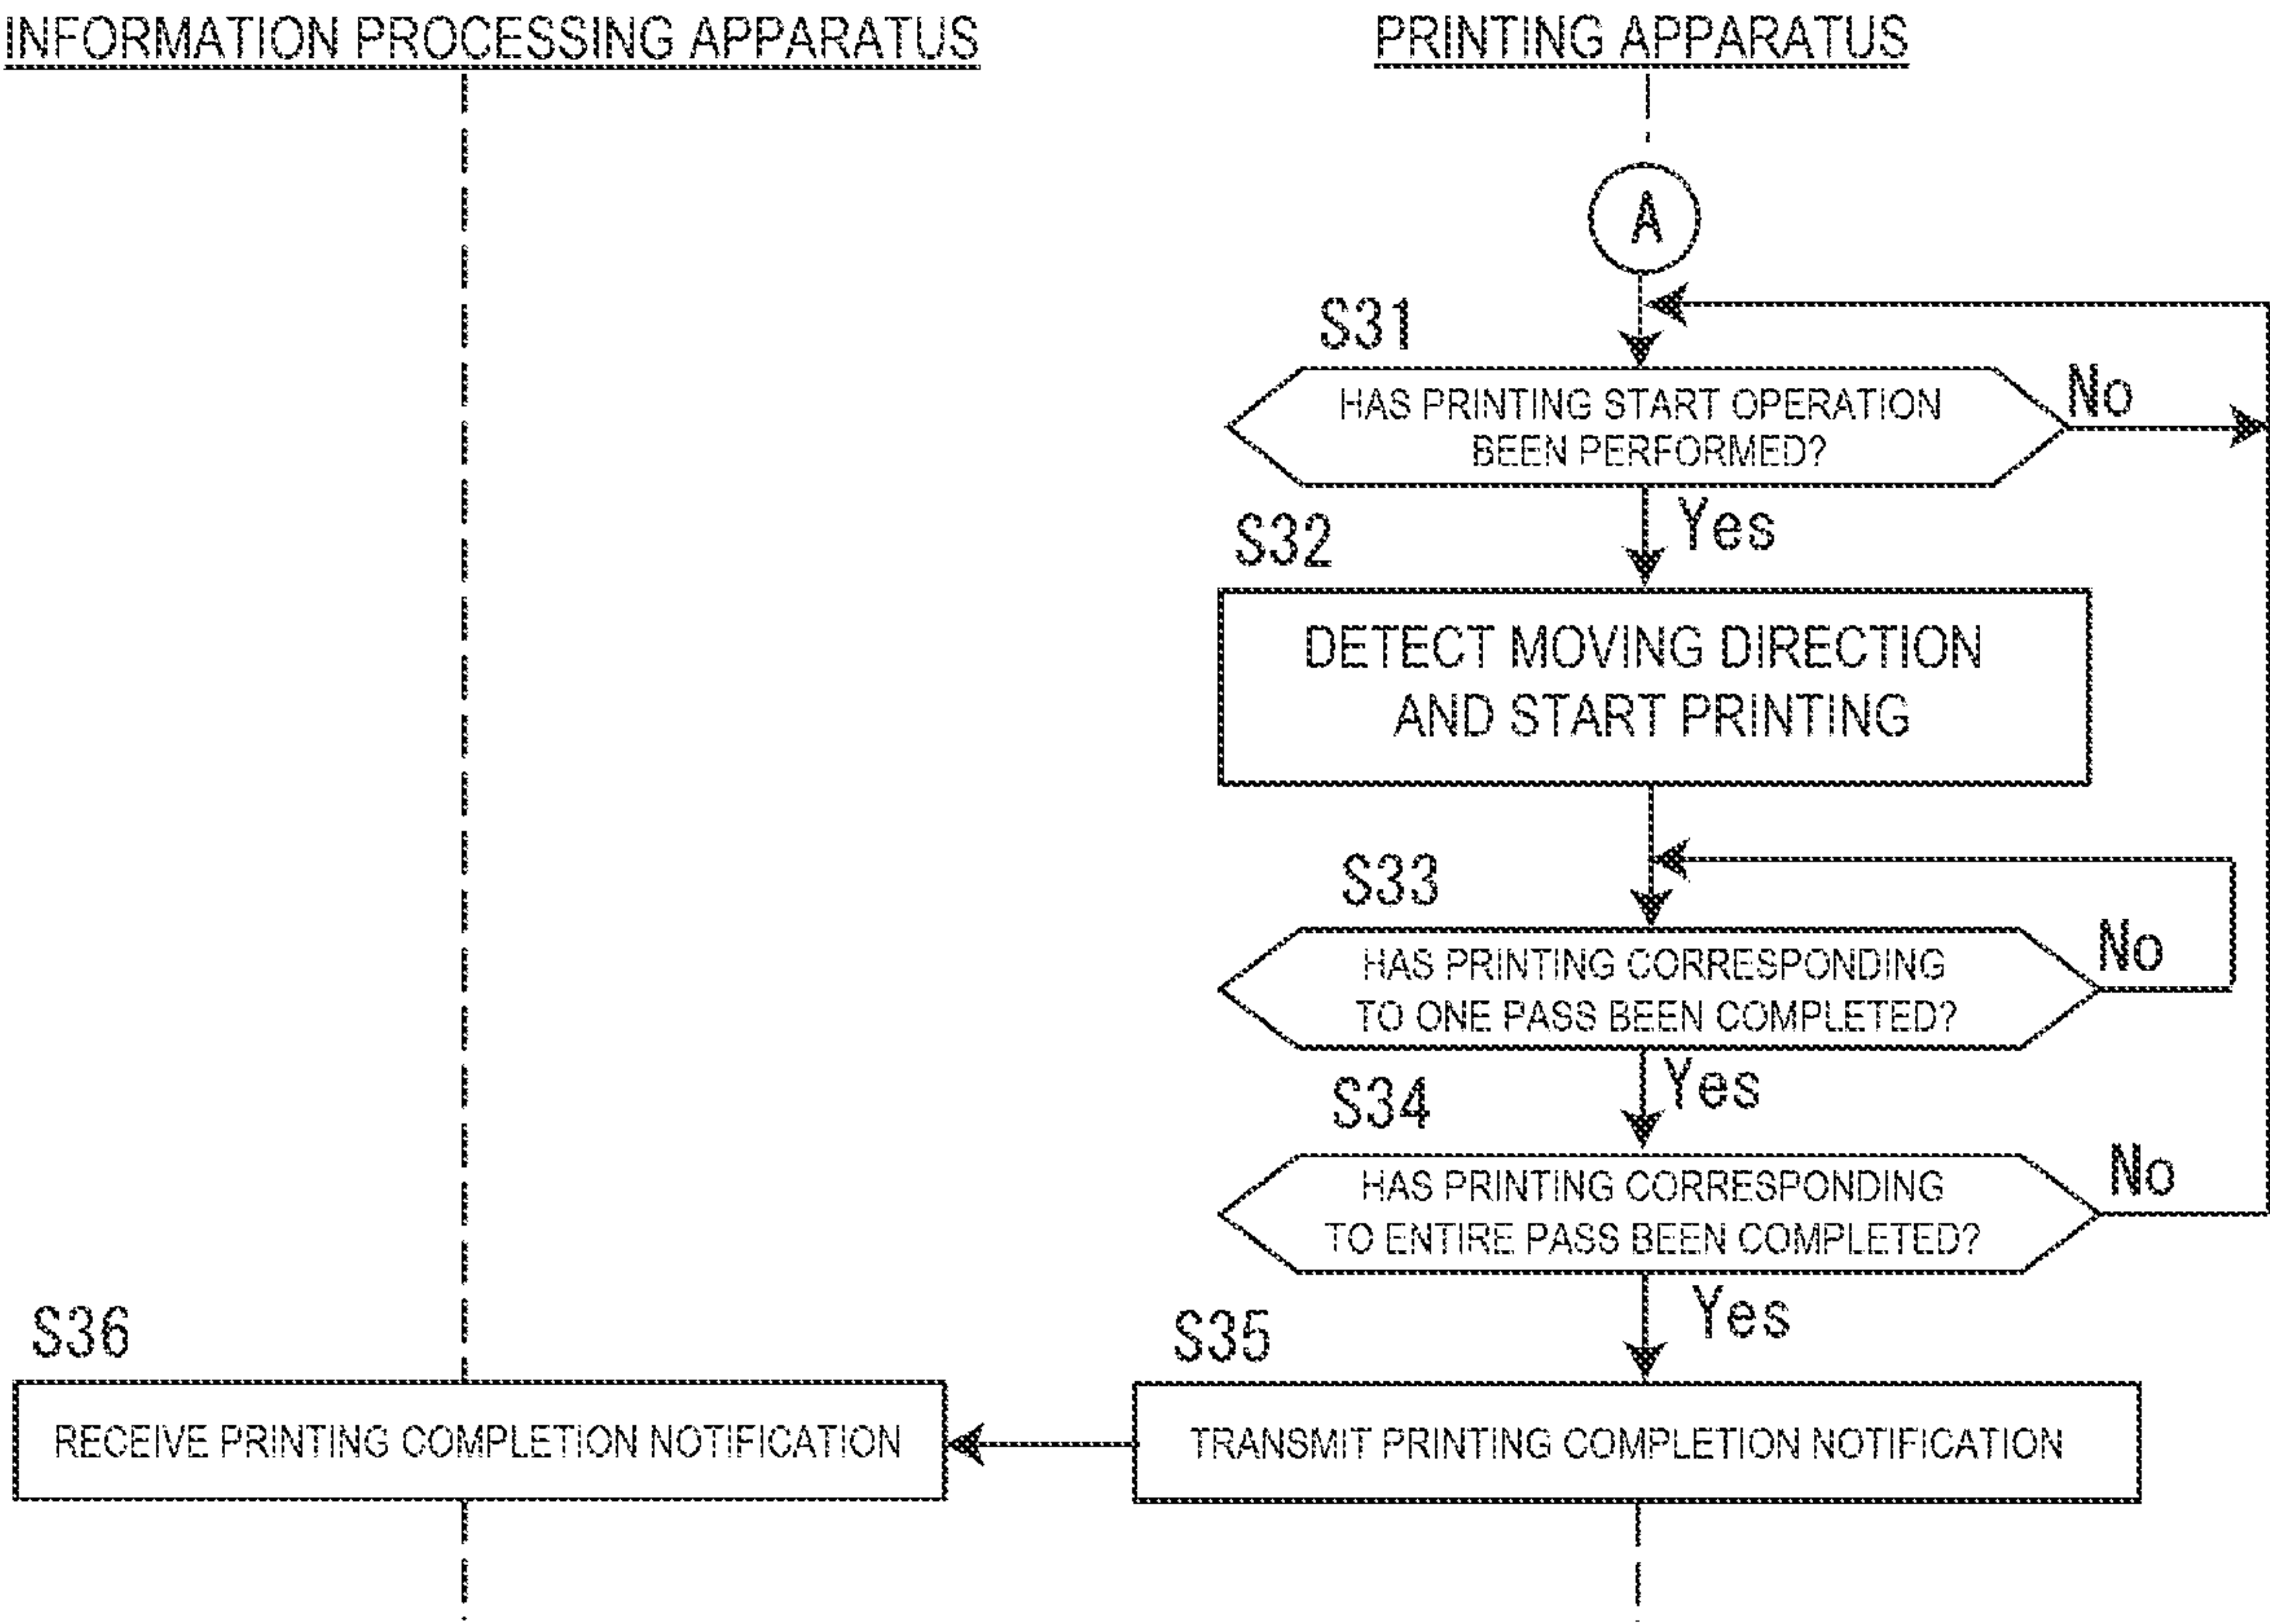 INFORMATION PROCESSING APPARATUS
PRINTING APPARATUS
A
S31
HAS PRINTING START OPERATION
BEEN PERFORMED?
No
Yes
S32
DETECT MOVING DIRECTION
AND START PRINTING
S33
HAS PRINTING CORRESPONDING
TO ONE PASS BEEN COMPLETED?
No
Yes
S34
HAS PRINTING CORRESPONDING
TO ENTIRE PASS BEEN COMPLETED?
No
Yes
S36
RECEIVE PRINTING COMPLETION NOTIFICATION
S35
TRANSMIT PRINTING COMPLETION NOTIFICATION